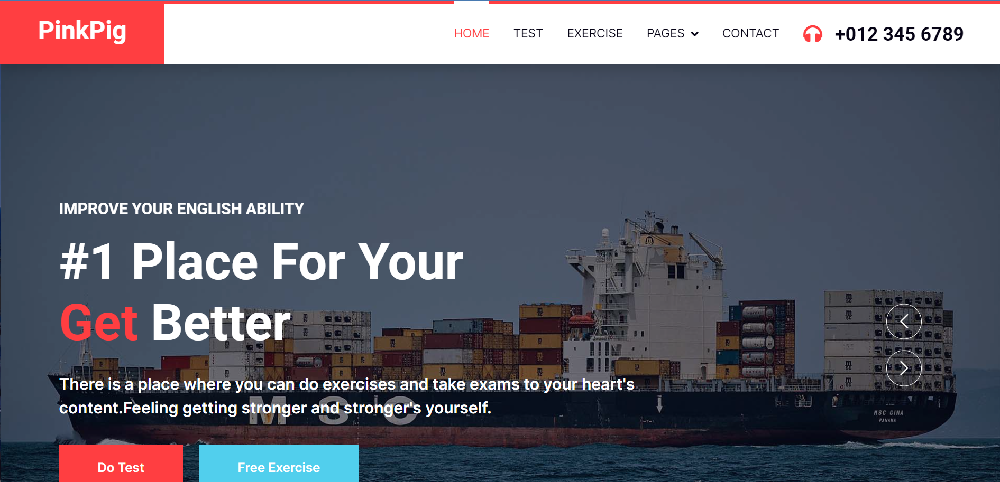 PinkPig
HOME TEST EXERCISE PAGES CONTACT +012 345 6789
IMPROVE YOUR ENGLISH ABILITY
#1 Place For Your
Get Better
There is a place where you can do exercises and take exams to your heart's
content.Feeling getting stronger and stronger's yourself.
M S C
MSC GINA
PANAMA
Do Test Free Exercise